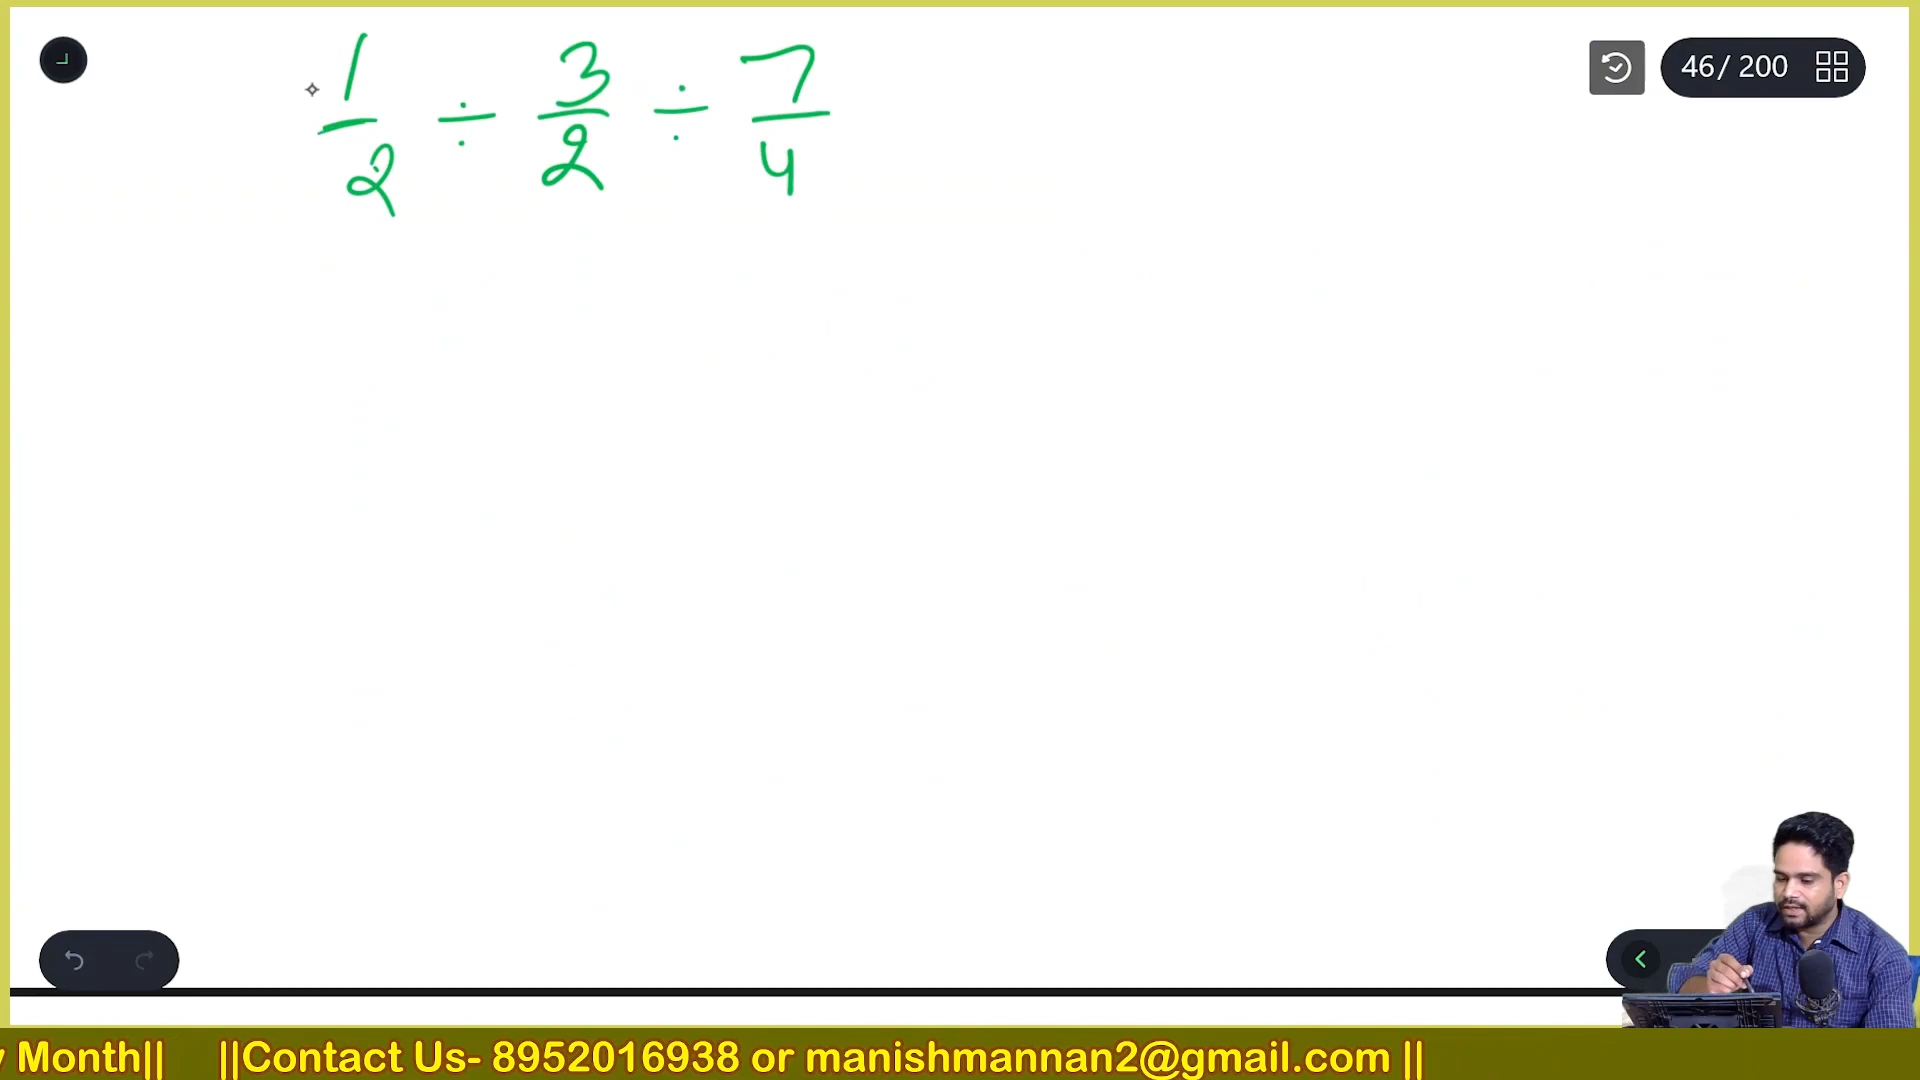 1/2 ÷ 3/2 ÷ 7/4
46/ 200
Month|| ||Contact Us- 8952016938 or manishmannan2@gmail.com ||